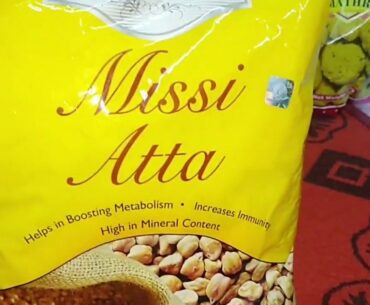 Missi
Atta
Helps in Boosting Metabolism • Increases Immunity
High in Mineral Content